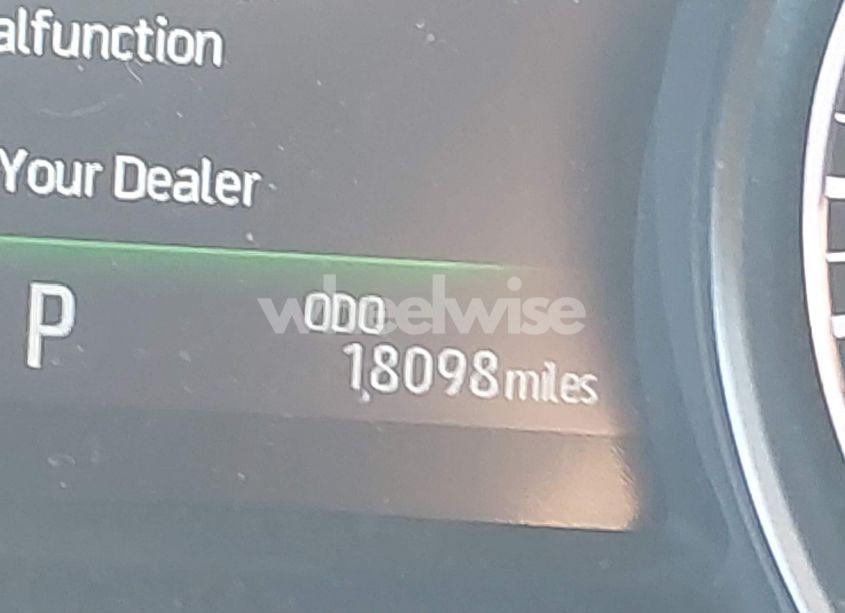 alfunction
Your Dealer
P
ODO
wheelwise
18098 miles